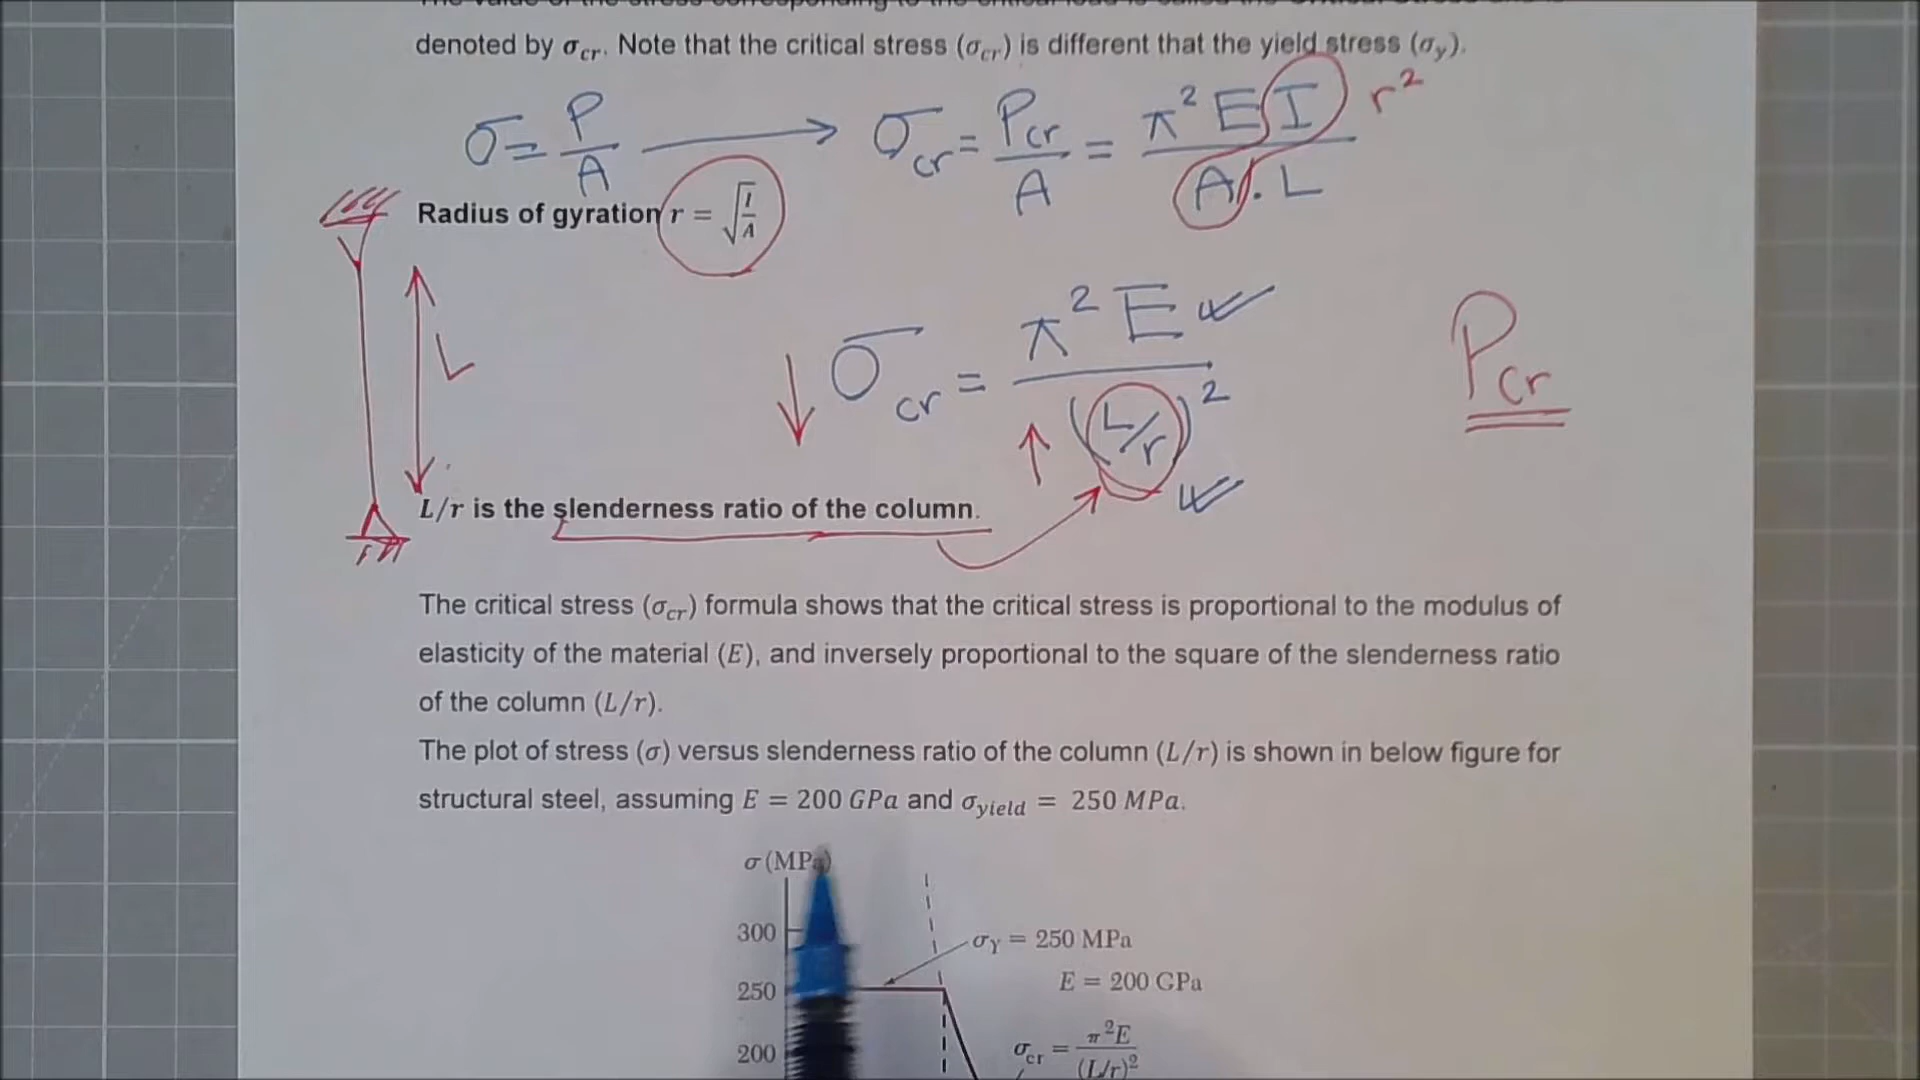 denoted by σcr. Note that the critical stress (σcr) is different that the yield stress (σy).
σ = P/A → σcr = Pcr/A = π² E I / A . L r²
Radius of gyration r = √(I/A)
L
σcr = π² E / (L/r)²
Pcr
L/r is the slenderness ratio of the column.
The critical stress (σcr) formula shows that the critical stress is proportional to the modulus of
elasticity of the material (E), and inversely proportional to the square of the slenderness ratio
of the column (L/r).
The plot of stress (σ) versus slenderness ratio of the column (L/r) is shown in below figure for
structural steel, assuming E = 200 GPa and σyield = 250 MPa.
σ (MPa)
300
σY = 250 MPa
E = 200 GPa
250
σcr = π²E / (L/r)²
200